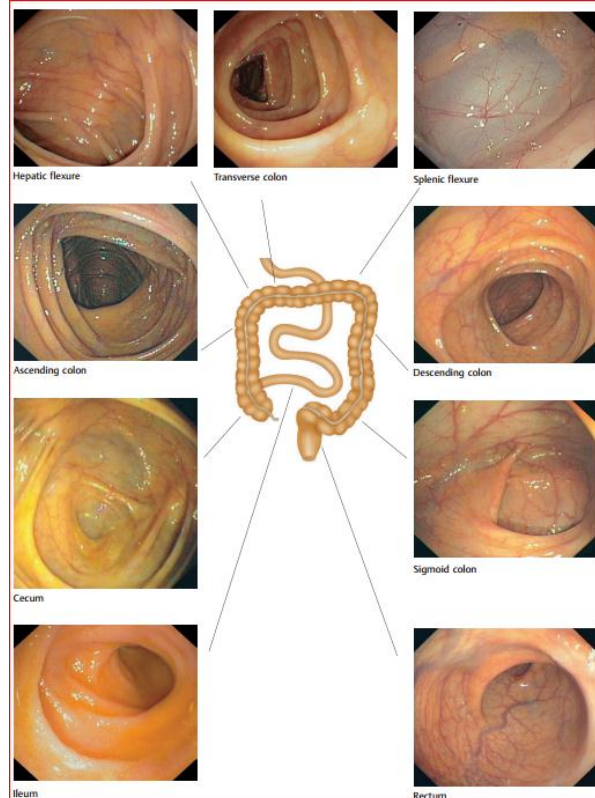 Hepatic flexure
Transverse colon
Splenic flexure
Ascending colon
Descending colon
Cecum
Sigmoid colon
Ileum
Rectum